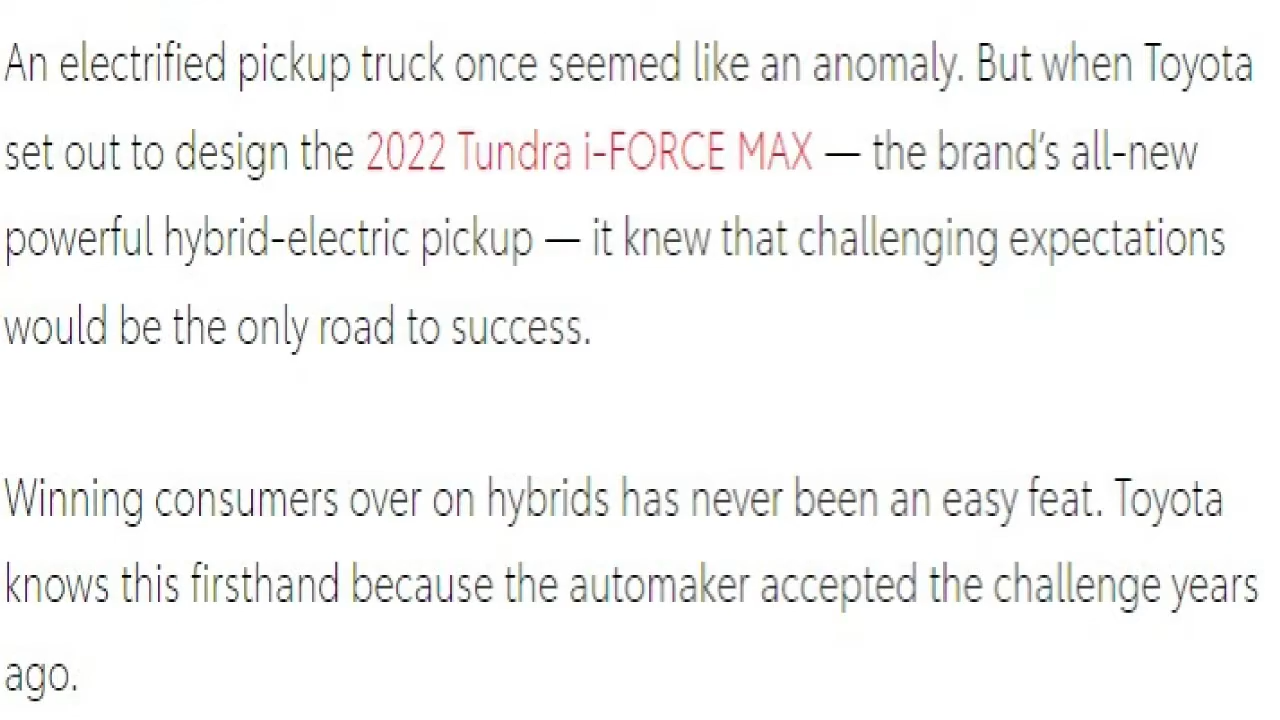 An electrified pickup truck once seemed like an anomaly. But when Toyota
set out to design the 2022 Tundra i-FORCE MAX — the brand’s all-new
powerful hybrid-electric pickup — it knew that challenging expectations
would be the only road to success.
Winning consumers over on hybrids has never been an easy feat. Toyota
knows this firsthand because the automaker accepted the challenge years
ago.